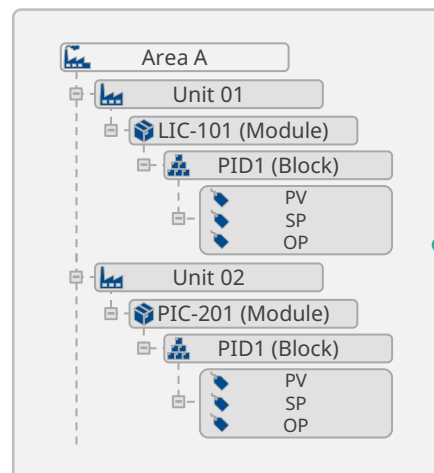 Area A
Unit 01
LIC-101 (Module)
PID1 (Block)
PV
SP
OP
Unit 02
PIC-201 (Module)
PID1 (Block)
PV
SP
OP